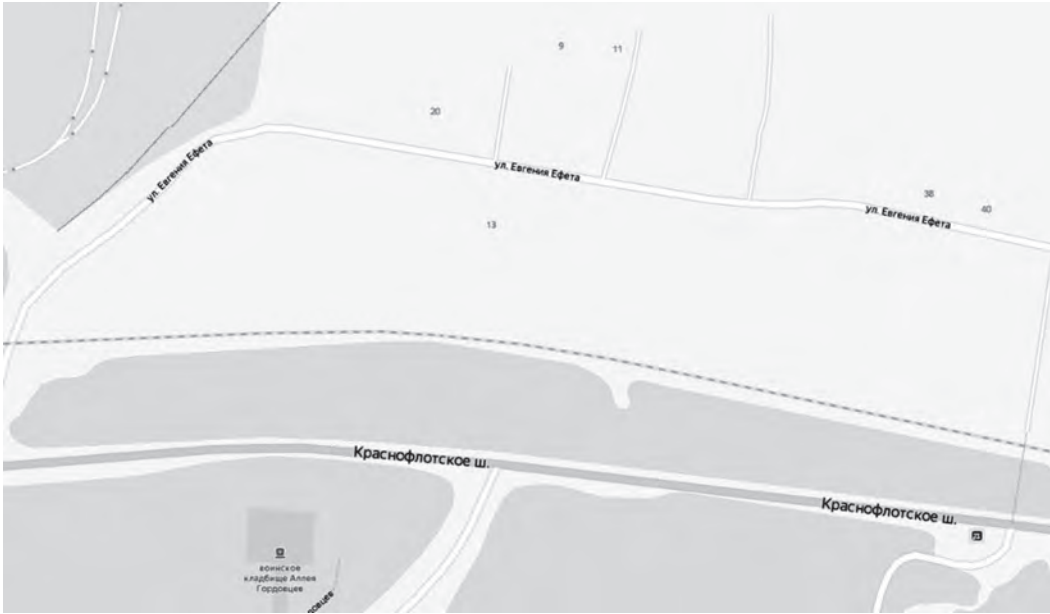 9
11
20
ул. Евгения Ефета
ул. Евгения Ефета
38
40
ул. Евгения Ефета
13
Краснофлотское ш.
Краснофлотское ш.
воинское
кладбище Аллея
Гордовцев